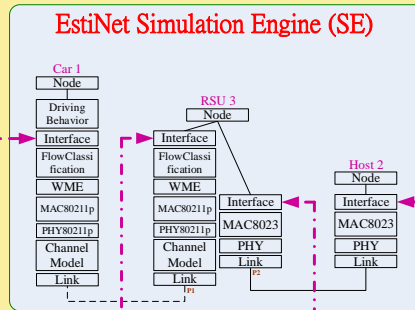 EstiNet Simulation Engine (SE)
Car 1
Node
Driving
Behavior
Interface
FlowClassi
fication
WME
MAC80211p
PHY80211p
Channel
Model
Link
RSU 3
Node
Interface
FlowClassi
fication
WME
MAC80211p
PHY80211p
Channel
Model
Link
P1
Interface
MAC8023
PHY
Link
P2
Host 2
Node
Interface
MAC8023
PHY
Link